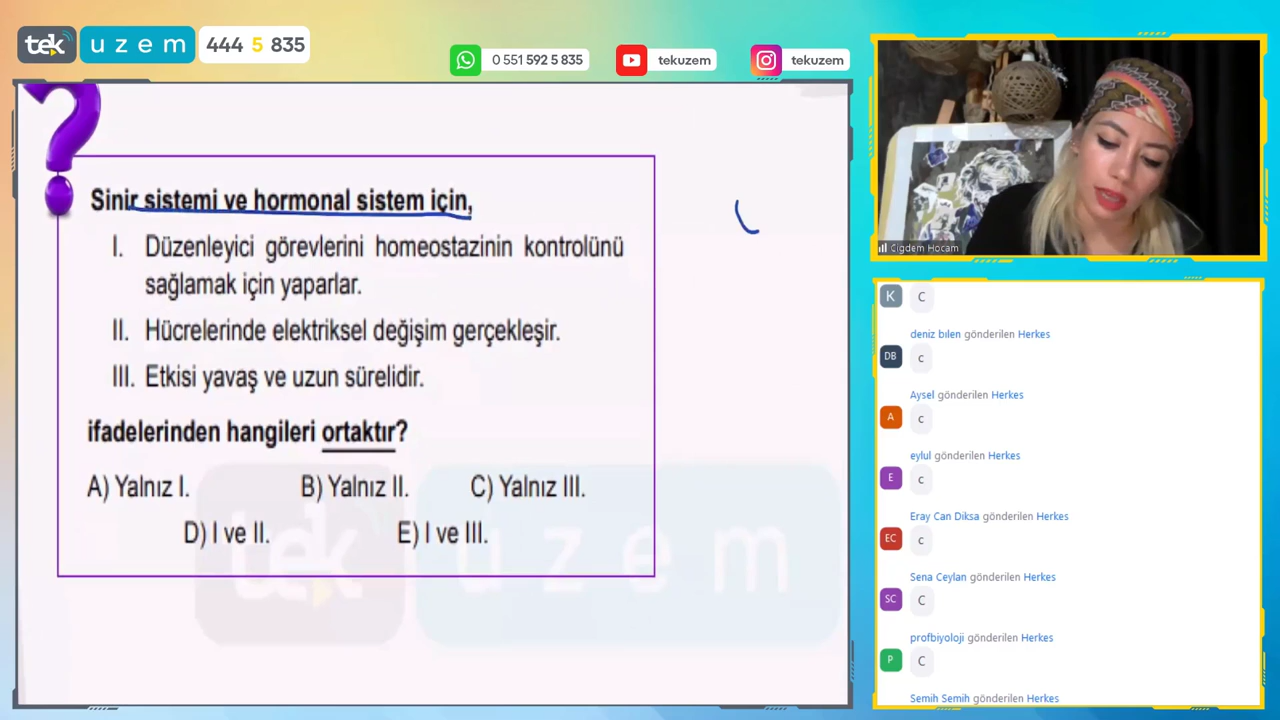 tek uzem 444 5 835
0 551 592 5 835 tekuzem tekuzem
Sinir sistemi ve hormonal sistem için,
I. Düzenleyici görevlerini homeostazinin kontrolünü
sağlamak için yaparlar.
II. Hücrelerinde elektriksel değişim gerçekleşir.
III. Etkisi yavaş ve uzun sürelidir.
ifadelerinden hangileri ortaktır?
A) Yalnız I. B) Yalnız II. C) Yalnız III.
D) I ve II. E) I ve III.
tek uzem
Çigdem Hocam
K C
deniz bılen gönderilen Herkes
DB c
Aysel gönderilen Herkes
A c
eylul gönderilen Herkes
E c
Eray Can Diksa gönderilen Herkes
EC c
Sena Ceylan gönderilen Herkes
SC C
profbiyoloji gönderilen Herkes
P C
Semih Semih gönderilen Herkes